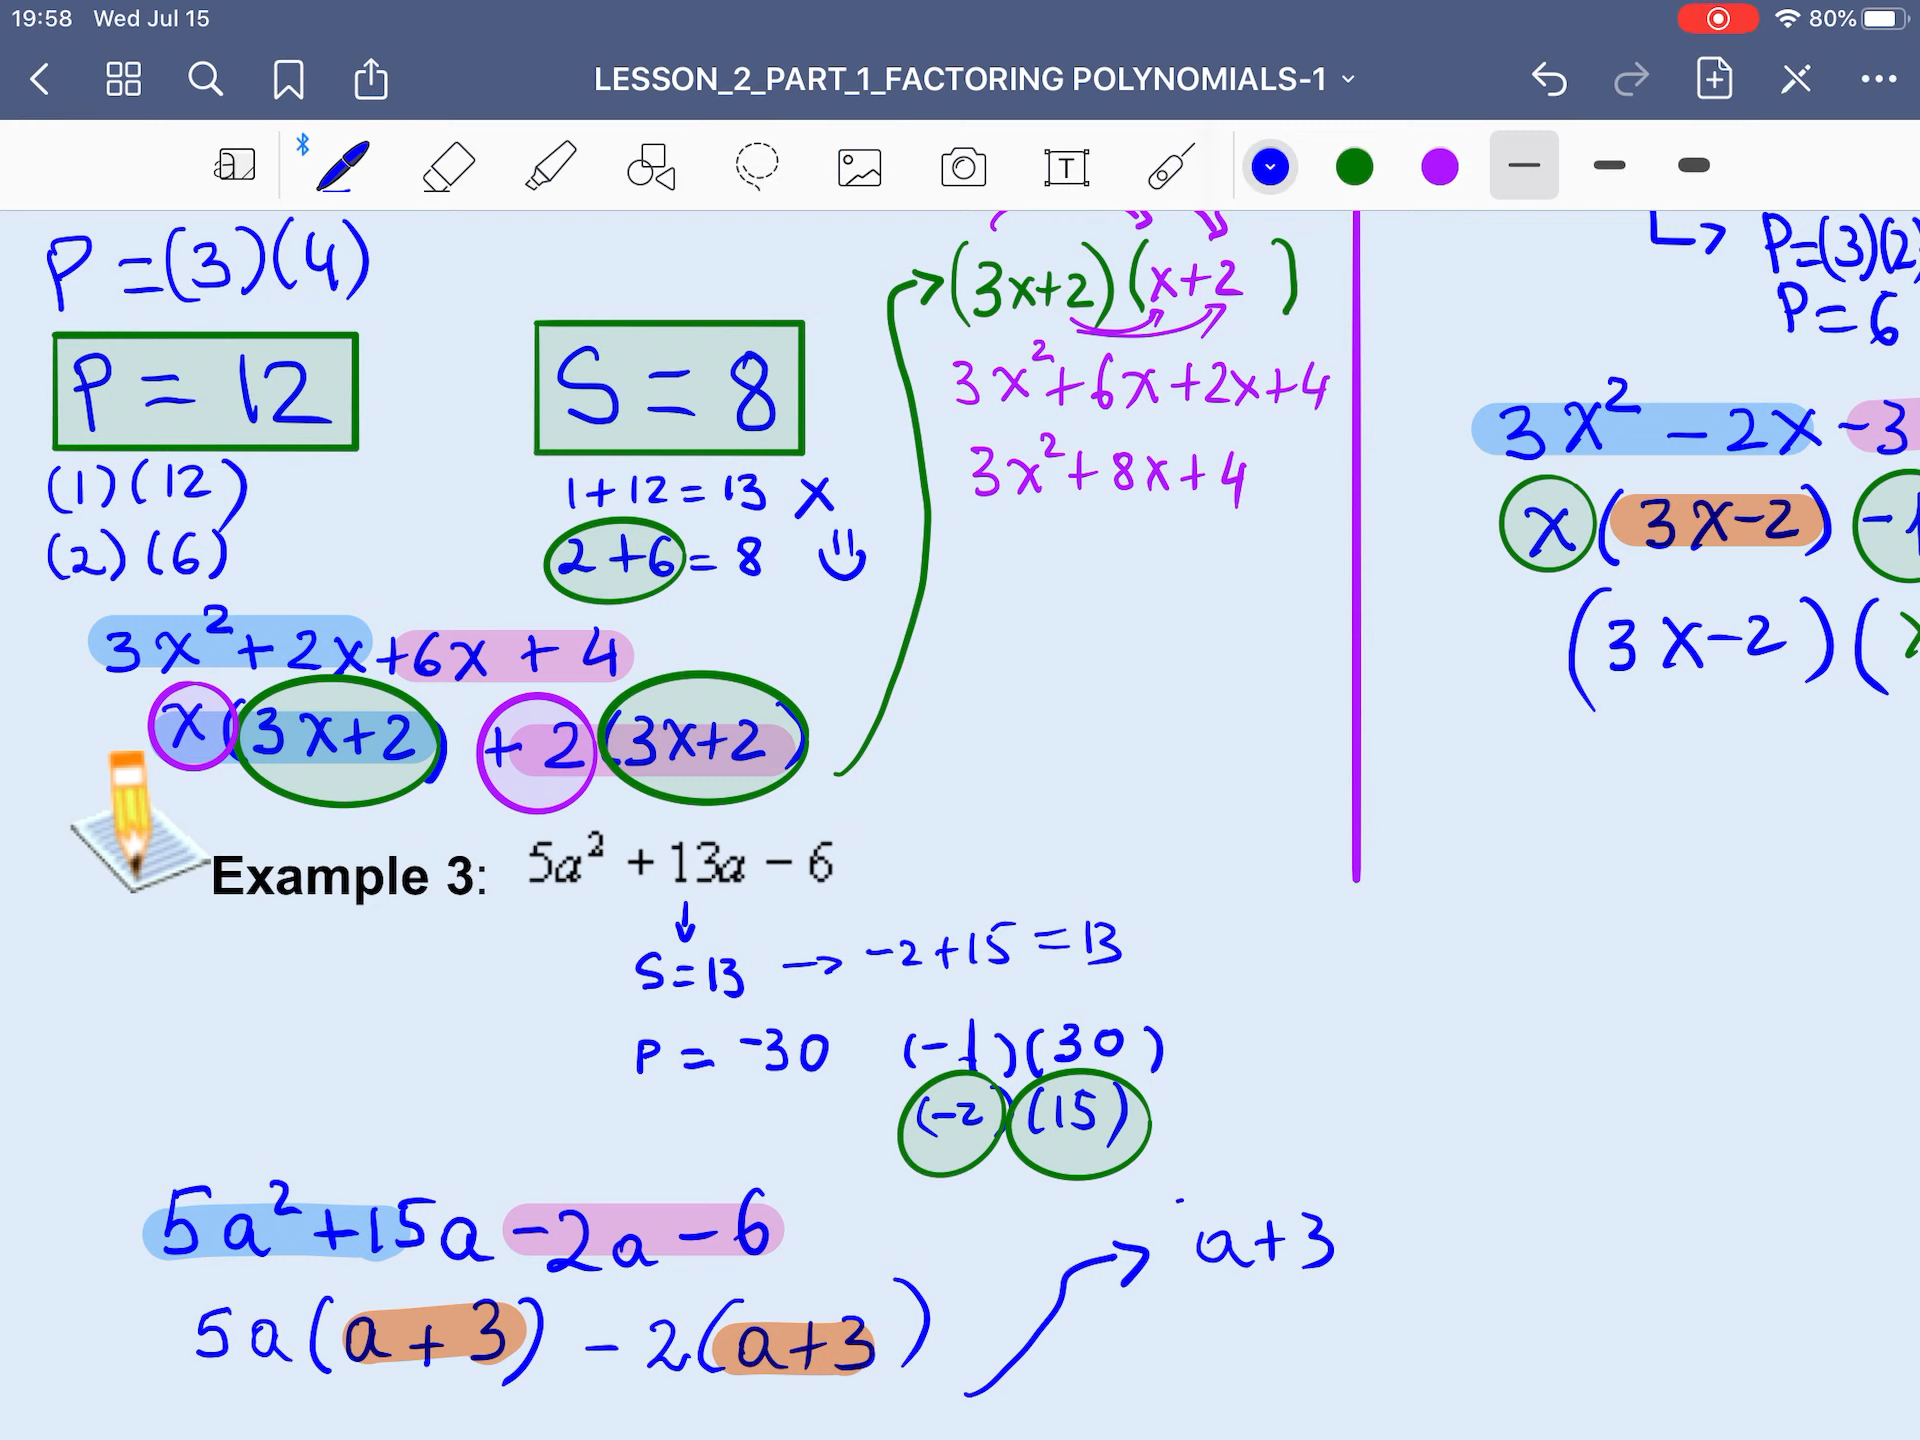 19:58 Wed Jul 15
80%
LESSON_2_PART_1_FACTORING POLYNOMIALS-1
P = (3)(4)
P = 12
S = 8
(1)(12)
1 + 12 = 13 x
(2)(6)
2 + 6 = 8
3x² + 2x + 6x + 4
x(3x+2) + 2(3x+2)
(3x+2)(x+2)
3x² + 6x + 2x + 4
3x² + 8x + 4
P=(3)(2)
P=6
3x² - 2x - 3
x(3x-2) -1
(3x-2)(x
Example 3: 5a² + 13a - 6
S = 13 → -2 + 15 = 13
P = -30 (-1)(30)
(-2)(15)
5a² + 15a - 2a - 6
5a(a+3) - 2(a+3)
a+3